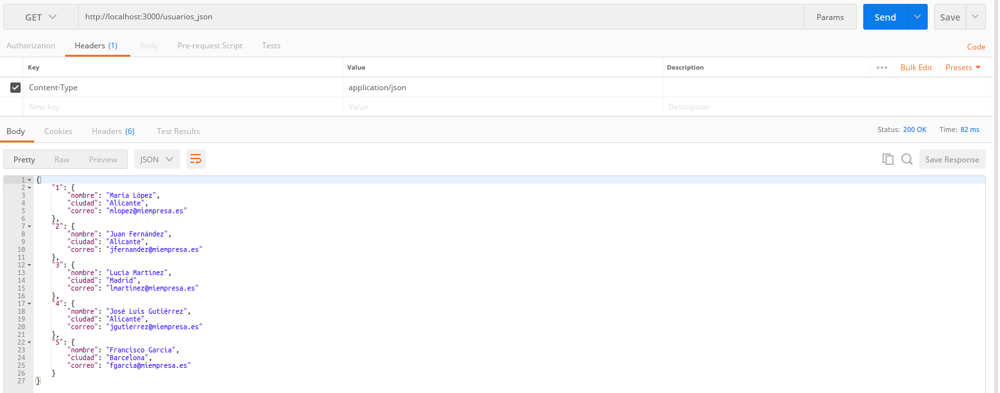 GET http://localhost:3000/usuarios_json Params Send Save
Authorization Headers (1) Body Pre-request Script Tests Code
Key Value Description ••• Bulk Edit Presets
Content-Type application/json
New key Value Description
Body Cookies Headers (6) Test Results Status: 200 OK Time: 82 ms
Pretty Raw Preview JSON Save Response
1 {
2 "1": {
3 "nombre": "María López",
4 "ciudad": "Alicante",
5 "correo": "mlopez@miempresa.es"
6 },
7 "2": {
8 "nombre": "Juan Fernández",
9 "ciudad": "Alicante",
10 "correo": "jfernandez@miempresa.es"
11 },
12 "3": {
13 "nombre": "Lucía Martínez",
14 "ciudad": "Madrid",
15 "correo": "lmartinez@miempresa.es"
16 },
17 "4": {
18 "nombre": "José Luis Gutiérrez",
19 "ciudad": "Alicante",
20 "correo": "jgutierrez@miempresa.es"
21 },
22 "5": {
23 "nombre": "Francisco García",
24 "ciudad": "Barcelona",
25 "correo": "fgarcia@miempresa.es"
26 }
27 }